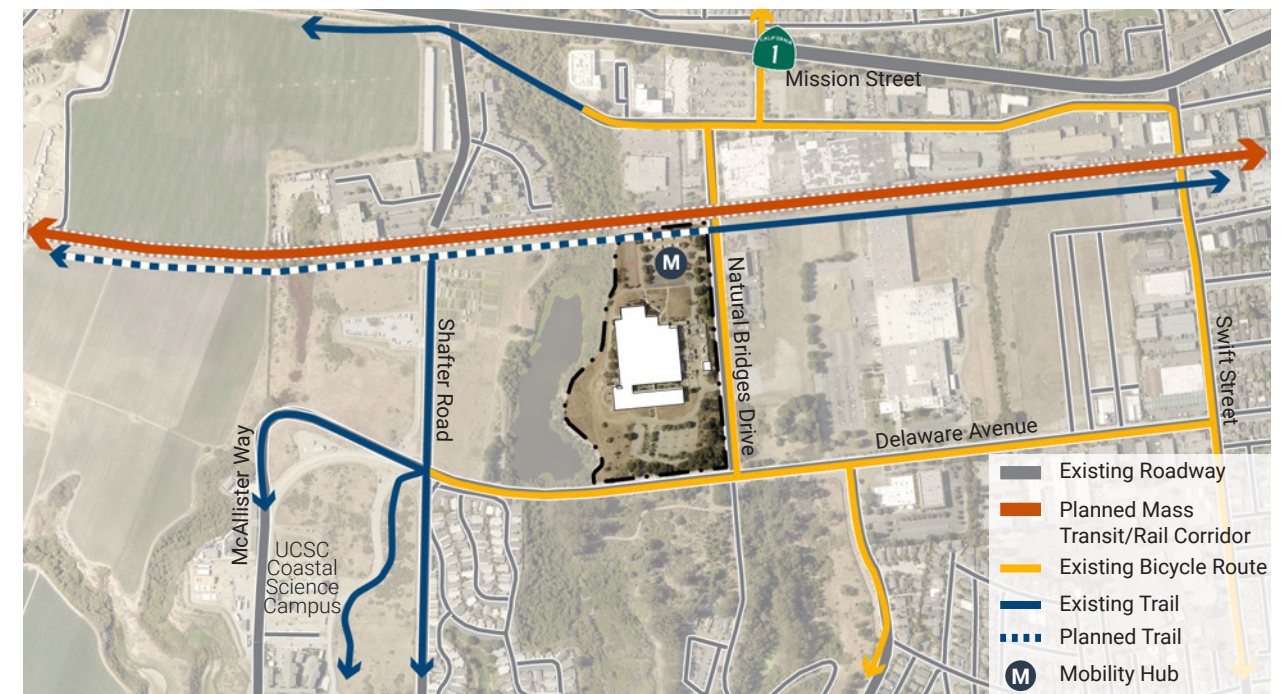 CALIFORNIA
1
Mission Street
M
Natural Bridges Drive
Shafter Road
Swift Street
Delaware Avenue
McAllister Way
UCSC
Coastal
Science
Campus
Existing Roadway
Planned Mass
Transit/Rail Corridor
Existing Bicycle Route
Existing Trail
Planned Trail
M
Mobility Hub